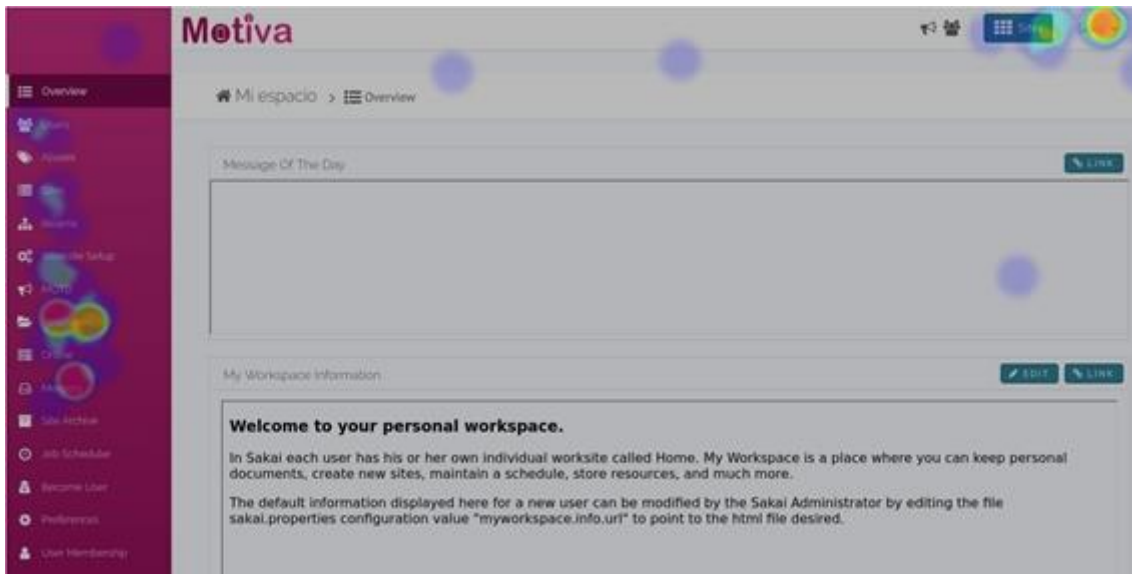 Motiva
Overview
Mi espacio > Overview
Message Of The Day
LINK
My Workspace Information
EDIT
LINK
Welcome to your personal workspace.
In Sakai each user has his or her own individual worksite called Home. My Workspace is a place where you can keep personal
documents, create new sites, maintain a schedule, store resources, and much more.
The default information displayed here for a new user can be modified by the Sakai Administrator by editing the file
sakai.properties configuration value "myworkspace.info.url" to point to the html file desired.
Setup
Site Archive
Job Scheduler
Become User
Preferences
User Membership